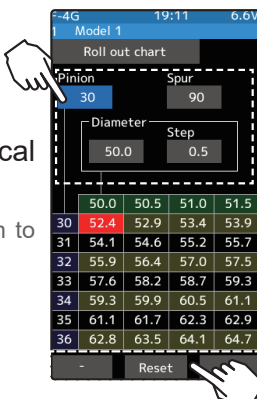 -4G 19:11 6.6V
1 Model 1
Roll out chart
Pinion Spur
30 90
Diameter
Step
cal
50.0 0.5
n to
50.0 50.5 51.0 51.5
30 52.4 52.9 53.4 53.9
31 54.1 54.6 55.2 55.7
32 55.9 56.4 57.0 57.5
33 57.6 58.2 58.7 59.3
34 59.3 59.9 60.5 61.1
35 61.1 61.7 62.3 62.9
36 62.8 63.5 64.1 64.7
- Reset